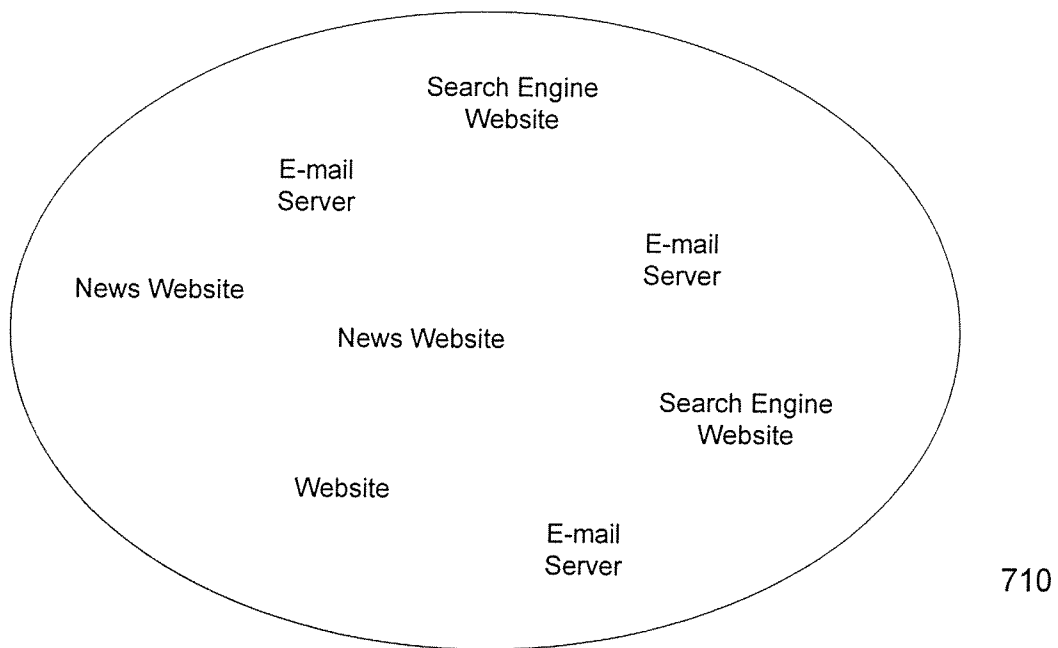 Search Engine
Website
E-mail
Server
E-mail
Server
News Website
News Website
Search Engine
Website
Website
E-mail
Server
710